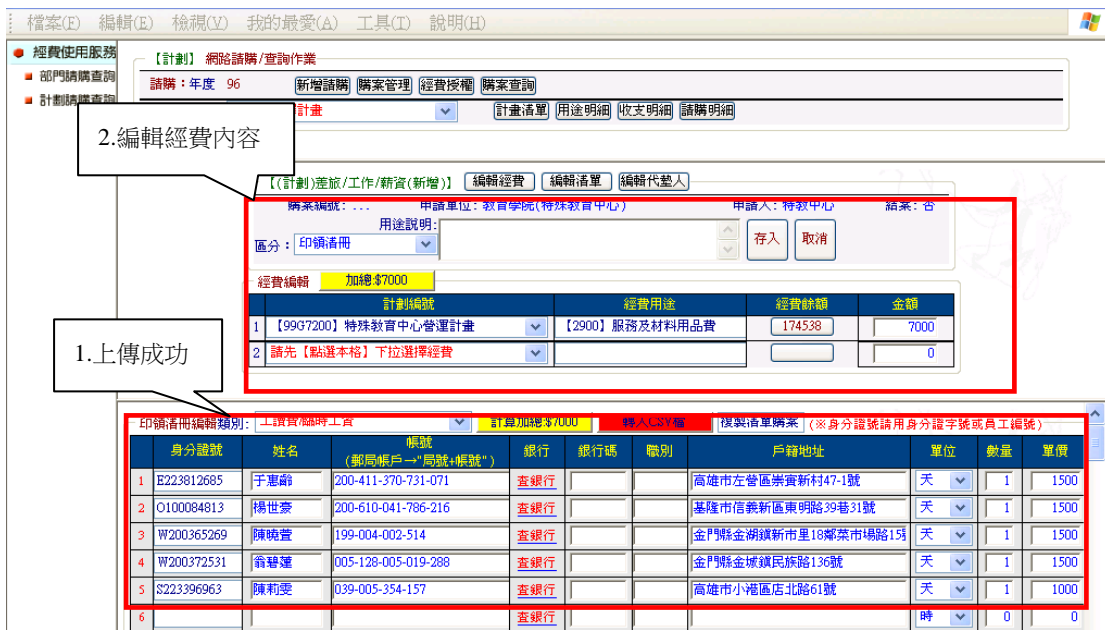 檔案(F) 編輯(E) 檢視(V) 我的最愛(A) 工具(T) 說明(H)
經費使用服務
部門請購查詢
計劃請購查詢
【計劃】 網路請購/查詢作業
請購：年度 96 新增請購 購案管理 經費授權 購案查詢
計畫 計畫清單 用途明細 收支明細 請購明細
2.編輯經費內容
【(計劃)差旅/工作/薪資(新增)】 編輯經費 編輯清單 編輯代墊人
購案編號：... 申請單位：教育學院(特殊教育中心) 申請人：特教中心 結案：否
用途說明:
區分：印領清冊 存入 取消
經費編輯 加總:$7000
計劃編號 經費用途 經費餘額 金額
1 【99G7200】特殊教育中心營運計畫 【2900】服務及材料用品費 174538 7000
2 請先【點選本格】下拉選擇經費 0
1.上傳成功
印領清冊編輯類別: 工讀費/臨時工資 計算加總:$7000 轉入CSV檔 複製清單購案 (※身分證號請用身分證字號或員工編號)
身分證號 姓名 帳號 (郵局帳戶→"局號+帳號") 銀行 銀行碼 職別 戶籍地址 單位 數量 單價
1 E223812685 于惠齡 200-411-370-731-071 查銀行 高雄市左營區崇實新村47-1號 天 1 1500
2 O100084813 楊世豪 200-610-041-786-216 查銀行 基隆市信義新區東明路39巷31號 天 1 1500
3 W200365269 陳曉萱 199-004-002-514 查銀行 金門縣金湖鎮新市里18鄰菜市場路15 天 1 1500
4 W200372531 翁碧蓮 005-128-005-019-288 查銀行 金門縣金城鎮民族路136號 天 1 1500
5 S223396963 陳莉雯 039-005-354-157 查銀行 高雄市小港區店北路61號 天 1 1000
6 查銀行 時 0 0